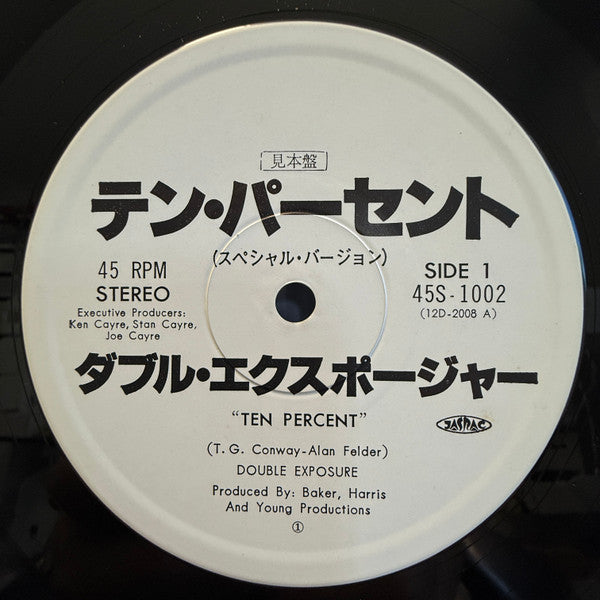 見本盤
テン・パーセント
(スペシャル・バージョン)
45 RPM
STEREO
Executive Producers:
Ken Cayre, Stan Cayre,
Joe Cayre
SIDE 1
45S-1002
(12D-2008 A)
ダブル・エクスポージャー
"TEN PERCENT"
JASRAC
(T. G. Conway-Alan Felder)
DOUBLE EXPOSURE
Produced By: Baker, Harris
And Young Productions
①